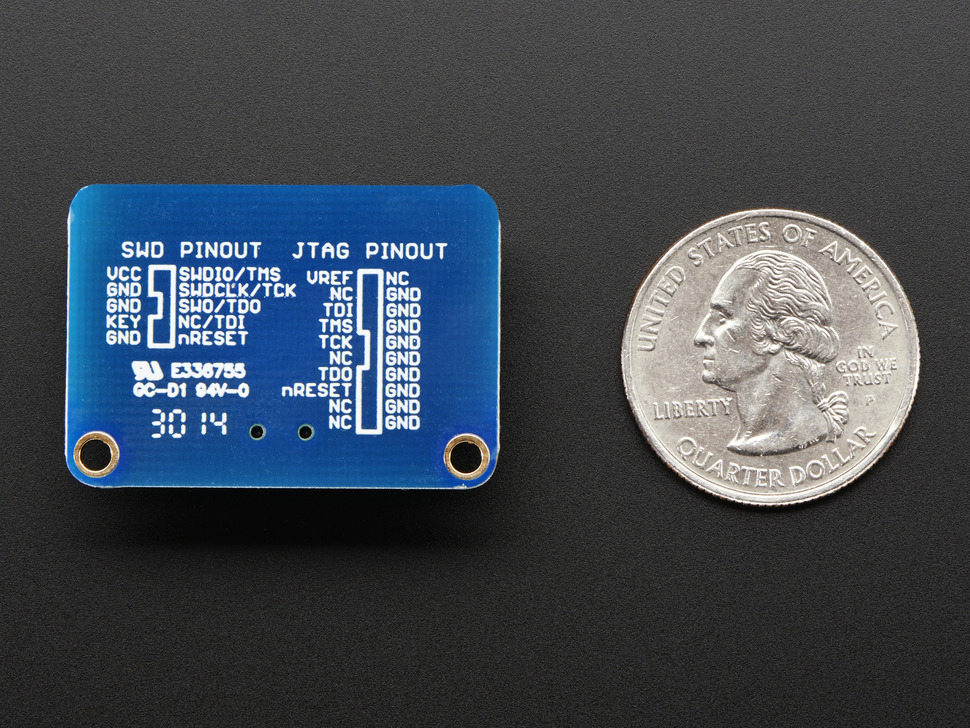 SWD PINOUT
VCC SWDIO/TMS
GND SWDCLK/TCK
GND SWO/TDO
KEY NC/TDI
GND nRESET
JTAG PINOUT
VREF NC
NC GND
TDI GND
TMS GND
TCK GND
NC GND
TDO GND
nRESET GND
NC GND
NC GND
E336755
GC-D1 94V-0
3014
UNITED STATES OF AMERICA
IN
GOD WE
TRUST
P
LIBERTY
QUARTER DOLLAR